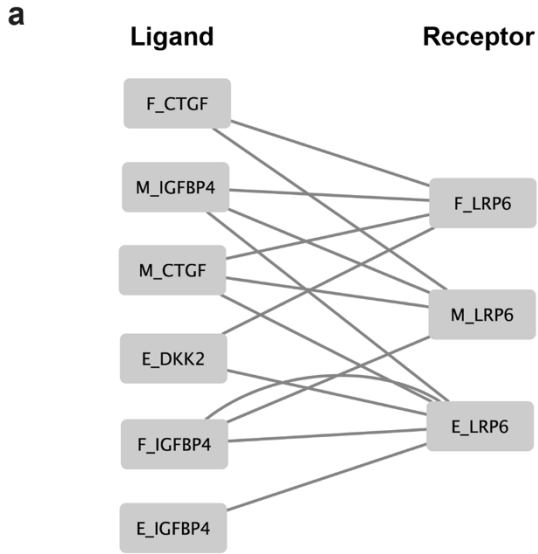 a
Ligand Receptor
F_CTGF
M_IGFBP4
F_LRP6
M_CTGF
M_LRP6
E_DKK2
E_LRP6
F_IGFBP4
E_IGFBP4